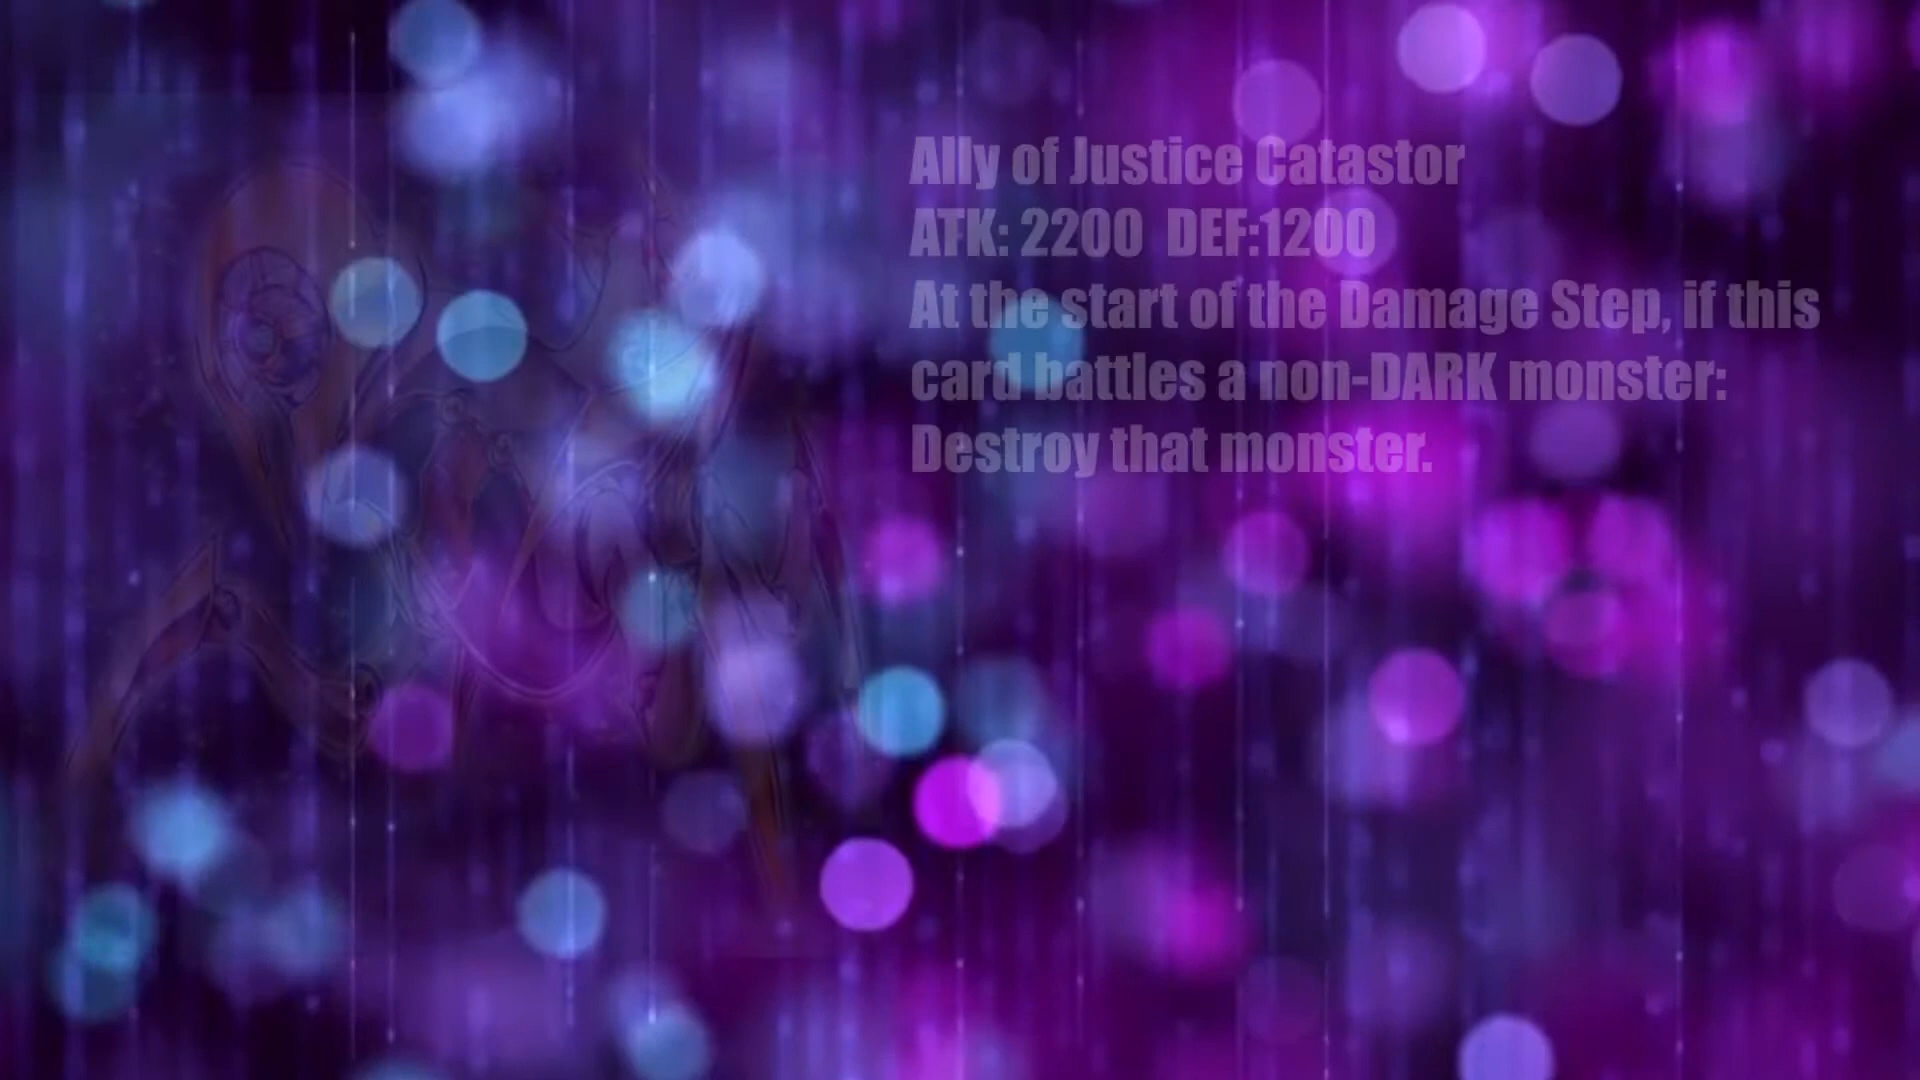 Ally of Justice Catastor
ATK: 2200  DEF:1200
At the start of the Damage Step, if this
card battles a non-DARK monster:
Destroy that monster.